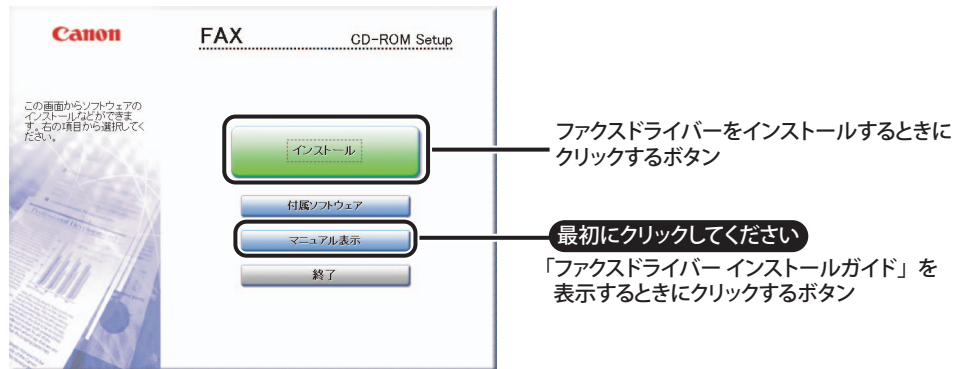 Canon
FAX
CD-ROM Setup
この画面からソフトウェアの
インストールなどができま
す。右の項目から選択してく
ださい。
インストール
付属ソフトウェア
マニュアル表示
終了
ファクスドライバーをインストールするときに
クリックするボタン
最初にクリックしてください
「ファクスドライバー インストールガイド」を
表示するときにクリックするボタン